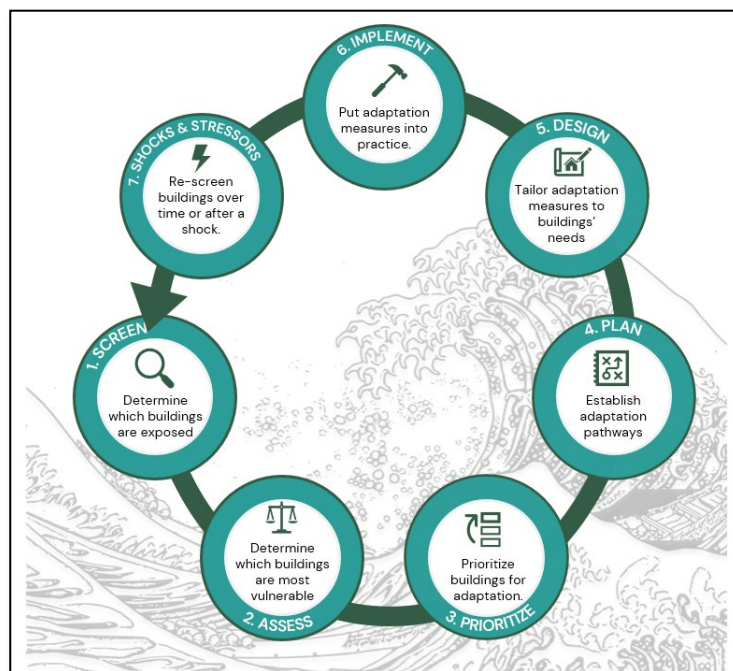 1. SCREEN
Determine
which buildings
are exposed
2. ASSESS
Determine
which buildings
are most
vulnerable
3. PRIORITIZE
Prioritize
buildings for
adaptation.
4. PLAN
Establish
adaptation
pathways
5. DESIGN
Tailor adaptation
measures to
buildings’
needs
6. IMPLEMENT
Put adaptation
measures into
practice.
7. SHOCKS & STRESSORS
Re-screen
buildings over
time or after a
shock.